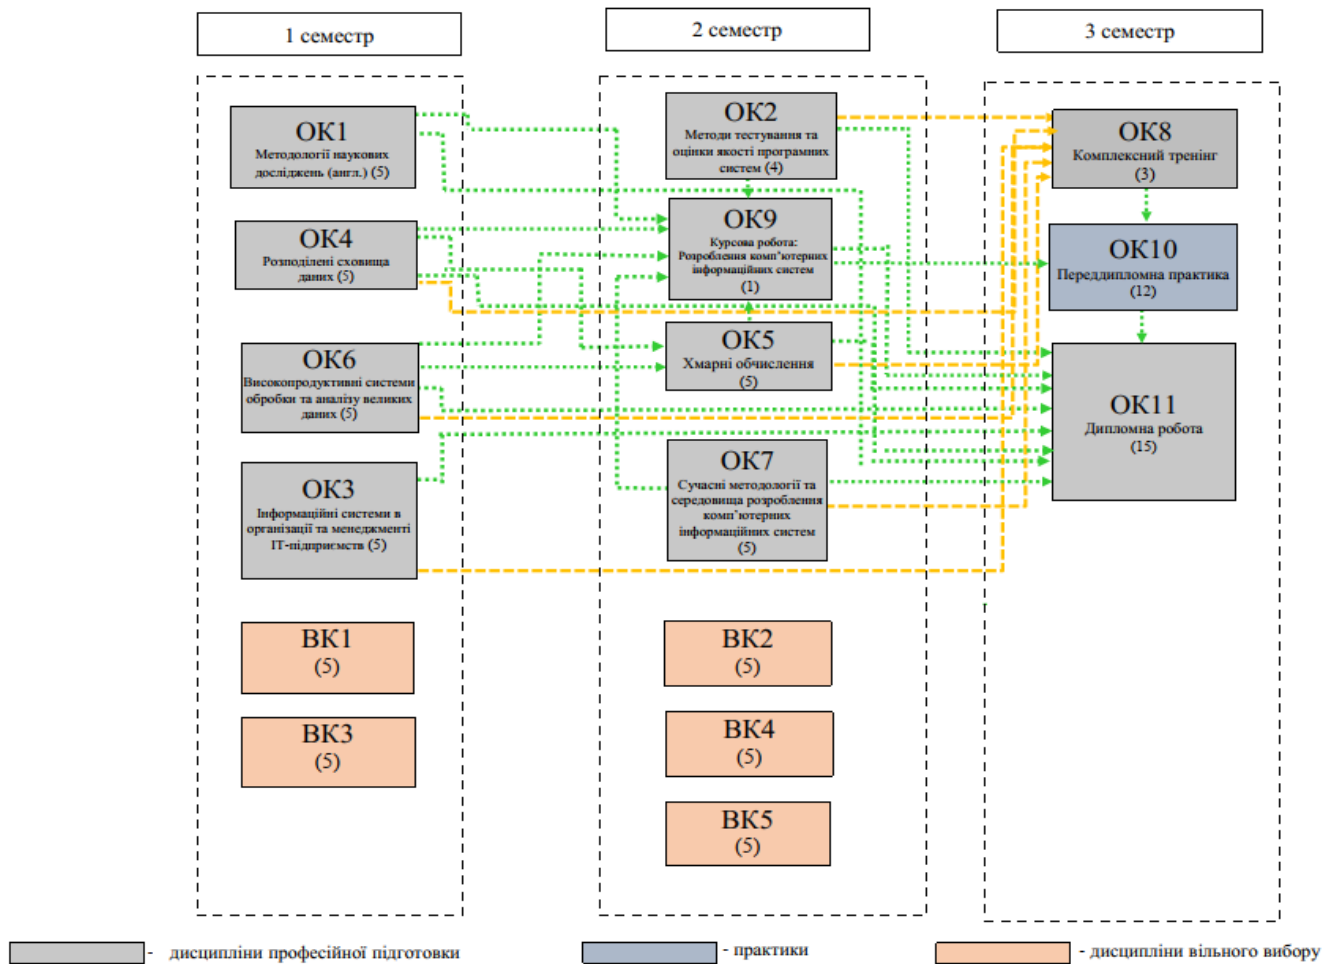 1 семестр
2 семестр
3 семестр
ОК1
Методології наукових
досліджень (англ.) (5)
ОК4
Розподілені сховища
даних (5)
ОК6
Високопродуктивні системи
обробки та аналізу великих
даних (5)
ОК3
Інформаційні системи в
організації та менеджменті
ІТ-підприємств (5)
ВК1
(5)
ВК3
(5)
ОК2
Методи тестування та
оцінки якості програмних
систем (4)
ОК9
Курсова робота:
Розроблення комп’ютерних
інформаційних систем
(1)
ОК5
Хмарні обчислення
(5)
ОК7
Сучасні методології та
середовища розроблення
комп’ютерних
інформаційних систем
(5)
ВК2
(5)
ВК4
(5)
ВК5
(5)
ОК8
Комплексний тренінг
(3)
ОК10
Переддипломна практика
(12)
ОК11
Дипломна робота
(15)
- дисципліни професійної підготовки
- практики
- дисципліни вільного вибору